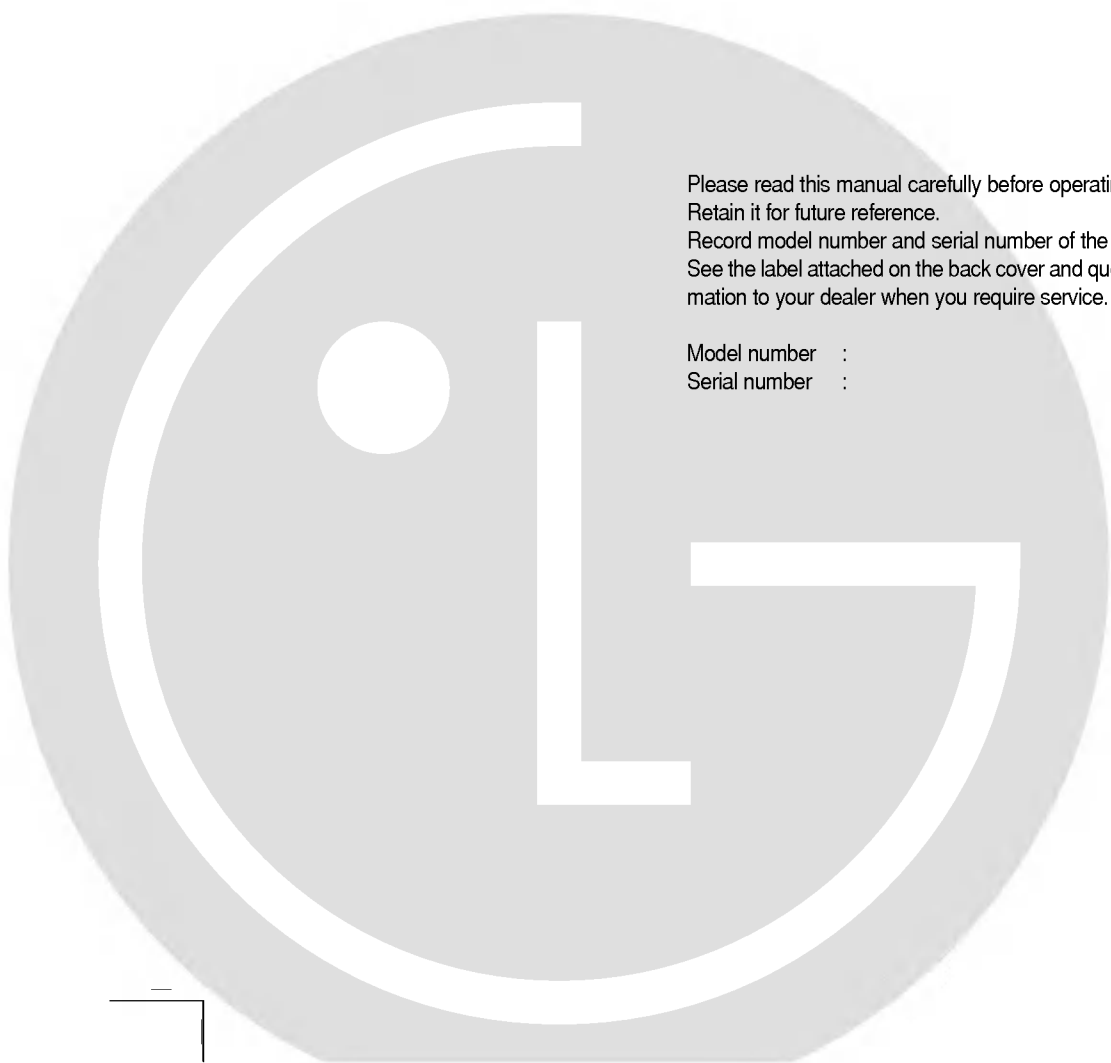 Please read this manual carefully before operati
Retain it for future reference.
Record model number and serial number of the
See the label attached on the back cover and qu
mation to your dealer when you require service.
Model number :
Serial number :